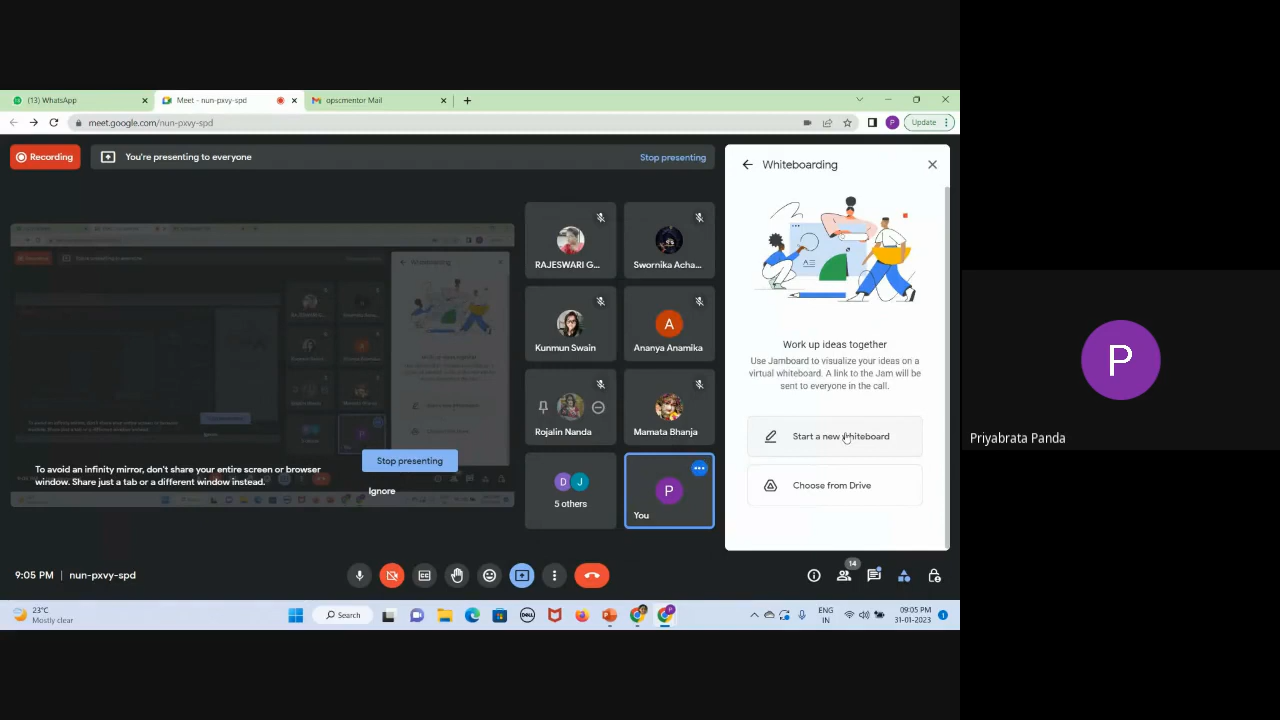 (13) WhatsApp
Meet - nun-pxvy-spd
opscmentor Mail
meet.google.com/nun-pxvy-spd
Update
Recording
You're presenting to everyone
Stop presenting
Whiteboarding
RAJESWARI G...
Swornika Acha...
Kunmun Swain
A
Ananya Anamika
Rojalin Nanda
Mamata Bhanja
D J
5 others
P
You
Work up ideas together
Use Jamboard to visualize your ideas on a
virtual whiteboard. A link to the Jam will be
sent to everyone in the call.
Start a new whiteboard
Choose from Drive
To avoid an infinity mirror, don't share your entire screen or browser
window. Share just a tab or a different window instead.
Stop presenting
Ignore
P
Priyabrata Panda
9:05 PM | nun-pxvy-spd
14
23°C
Mostly clear
Search
DELL
ENG
IN
09:05 PM
31-01-2023
1